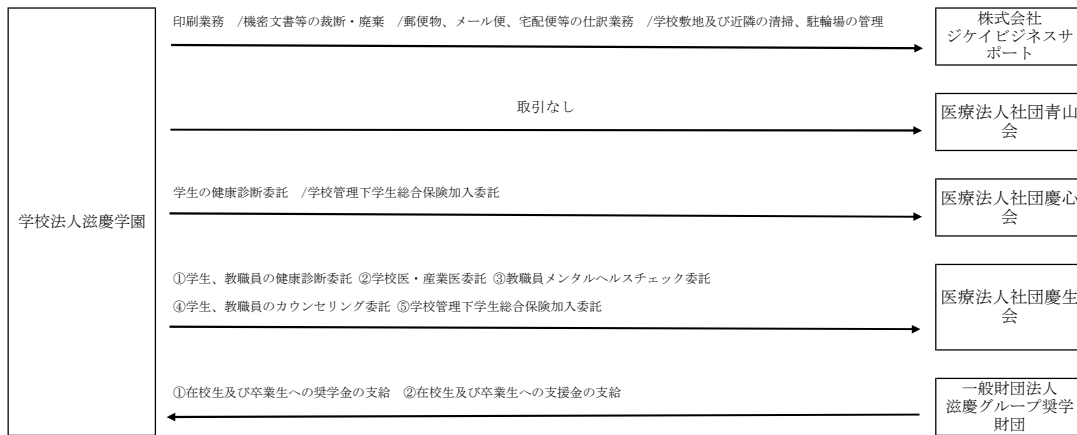 印刷業務　/機密文書等の裁断・廃棄　/郵便物、メール便、宅配便等の仕訳業務　/学校敷地及び近隣の清掃、駐輪場の管理
株式会社
ジケイビジネスサ
ポート
取引なし
医療法人社団青山
会
学生の健康診断委託　/学校管理下学生総合保険加入委託
医療法人社団慶心
会
学校法人滋慶学園
①学生、教職員の健康診断委託 ②学校医・産業医委託 ③教職員メンタルヘルスチェック委託
④学生、教職員のカウンセリング委託 ⑤学校管理下学生総合保険加入委託
医療法人社団慶生
会
①在校生及び卒業生への奨学金の支給　②在校生及び卒業生への支援金の支給
一般財団法人
滋慶グループ奨学
財団